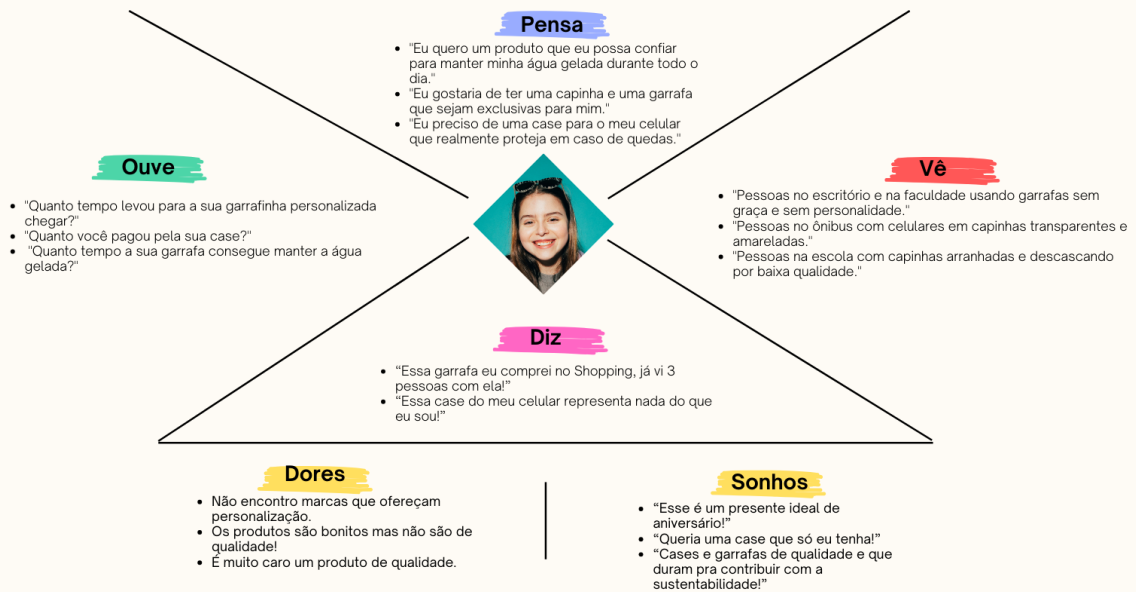 Pensa
"Eu quero um produto que eu possa confiar
para manter minha água gelada durante todo o
dia."
"Eu gostaria de ter uma capinha e uma garrafa
que sejam exclusivas para mim."
"Eu preciso de uma case para o meu celular
que realmente proteja em caso de quedas."
Ouve
"Quanto tempo levou para a sua garrafinha personalizada
chegar?"
"Quanto você pagou pela sua case?"
"Quanto tempo a sua garrafa consegue manter a água
gelada?"
Vê
"Pessoas no escritório e na faculdade usando garrafas sem
graça e sem personalidade."
"Pessoas no ônibus com celulares em capinhas transparentes e
amareladas."
"Pessoas na escola com capinhas arranhadas e descascando
por baixa qualidade."
Diz
“Essa garrafa eu comprei no Shopping, já vi 3
pessoas com ela!”
“Essa case do meu celular representa nada do que
eu sou!”
Dores
Não encontro marcas que ofereçam
personalização.
Os produtos são bonitos mas não são de
qualidade!
É muito caro um produto de qualidade.
Sonhos
“Esse é um presente ideal de
aniversário!”
“Queria uma case que só eu tenha!”
“Cases e garrafas de qualidade e que
duram pra contribuir com a
sustentabilidade!”